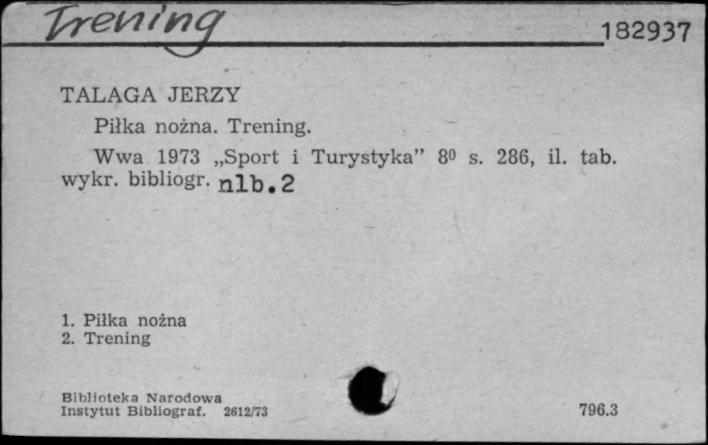 Trening
182937
TALAGA JERZY
Piłka nożna. Trening.
Wwa 1973 „Sport i Turystyka” 8⁰ s. 286, il. tab.
wykr. bibliogr. nlb.2
1. Piłka nożna
2. Trening
Biblioteka Narodowa
Instytut Bibliograf. 2612/73
796.3